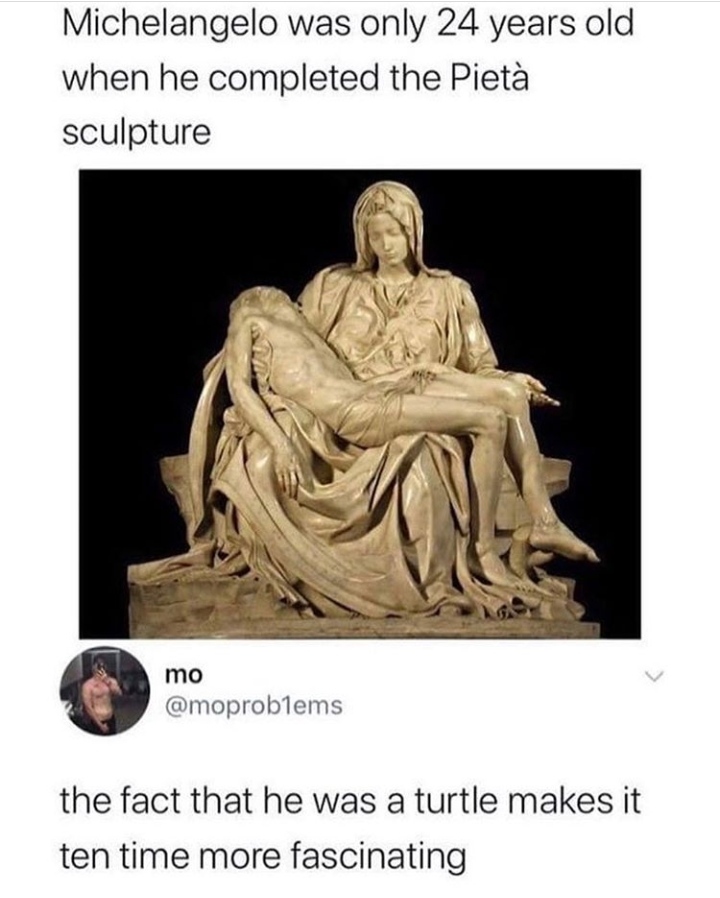 Michelangelo was only 24 years old
when he completed the Pietà
sculpture
mo
@moprob1ems
the fact that he was a turtle makes it
ten time more fascinating